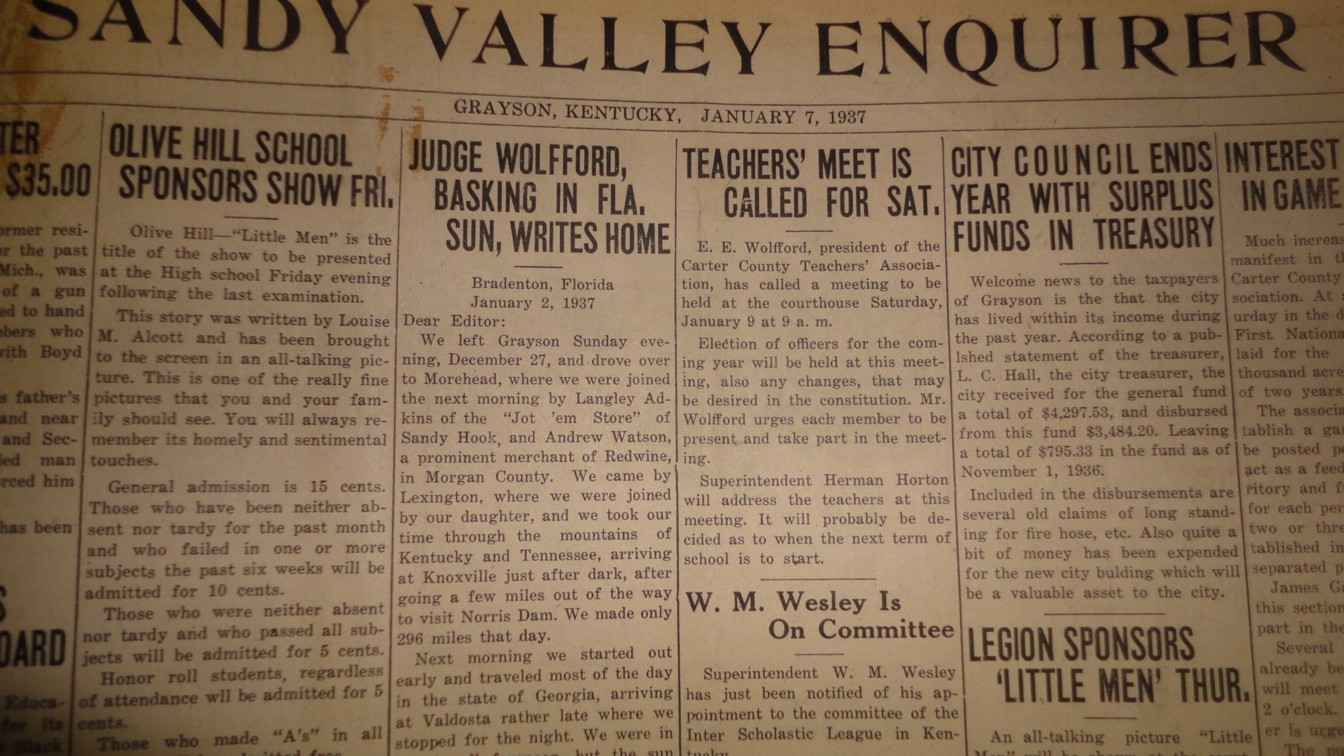 SANDY VALLEY ENQUIRER
GRAYSON, KENTUCKY, JANUARY 7, 1937
TER
$35.00
ormer resi-
r the past
Mich., was
of a gun
ed to hand
bers who
with Boyd
s father's
and near
and Sec-
ied man
rced him
has been
S
OARD
Educa-
for its
Black
OLIVE HILL SCHOOL
SPONSORS SHOW FRI.
Olive Hill—"Little Men" is the
title of the show to be presented
at the High school Friday evening
following the last examination.
This story was written by Louise
M. Alcott and has been brought
to the screen in an all-talking pic-
ture. This is one of the really fine
pictures that you and your fam-
ily should see. You will always re-
member its homely and sentimental
touches.
General admission is 15 cents.
Those who have been neither ab-
sent nor tardy for the past month
and who failed in one or more
subjects the past six weeks will be
admitted for 10 cents.
Those who were neither absent
nor tardy and who passed all sub-
jects will be admitted for 5 cents.
Honor roll students, regardless
of attendance wll be admitted for 5
cents.
Those who made "A's" in all
JUDGE WOLFFORD,
BASKING IN FLA.
SUN, WRITES HOME
Bradenton, Florida
January 2, 1937
Dear Editor:
We left Grayson Sunday eve-
ning, December 27, and drove over
to Morehead, where we were joined
the next morning by Langley Ad-
kins of the "Jot 'em Store" of
Sandy Hook, and Andrew Watson,
a prominent merchant of Redwine,
in Morgan County. We came by
Lexington, where we were joined
by our daughter, and we took our
time through the mountains of
Kentucky and Tennessee, arriving
at Knoxville just after dark, after
going a few miles out of the way
to visit Norris Dam. We made only
296 miles that day.
Next morning we started out
early and traveled most of the day
in the state of Georgia, arriving
at Valdosta rather late where we
stopped for the night. We were in
but the sun
TEACHERS' MEET IS
CALLED FOR SAT.
E. E. Wolfford, president of the
Carter County Teachers' Associa-
tion, has called a meeting to be
held at the courthouse Saturday,
January 9 at 9 a. m.
Election of officers for the com-
ing year will be held at this meet-
ing, also any changes, that may
be desired in the constitution. Mr.
Wolfford urges each member to be
present and take part in the meet-
ing.
Superintendent Herman Horton
will address the teachers at this
meeting. It will probably be de-
cided as to when the next term of
school is to start.
W. M. Wesley Is
On Committee
Superintendent W. M. Wesley
has just been notified of his ap-
pointment to the committee of the
Inter Scholastic League in Ken-
tucky.
CITY COUNCIL ENDS
YEAR WITH SURPLUS
FUNDS IN TREASURY
Welcome news to the taxpayers
of Grayson is the that the city
has lived within its income during
the past year. According to a pub-
lshed statement of the treasurer,
L. C. Hall, the city treasurer, the
city received for the general fund
a total of $4,297.53, and disbursed
from this fund $3,484.20. Leaving
a total of $795.33 in the fund as of
November 1, 1936.
Included in the disbursements are
several old claims of long stand-
ing for fire hose, etc. Also quite a
bit of money has been expended
for the new city bulding which will
be a valuable asset to the city.
LEGION SPONSORS
'LITTLE MEN' THUR.
An all-talking picture "Little
INTEREST
IN GAME
Much increa
manifest in th
Carter County
sociation. At
urday in the d
First Nationa
laid for the
thousand acre
of two years.
The associa
tablish a ga
be posted p
act as a feed
ritory and f
for each per
two or thr
tablished in
separated p
James G
this section
part in the
Several
already be
will meet
2 o'clock.
er is urge
The